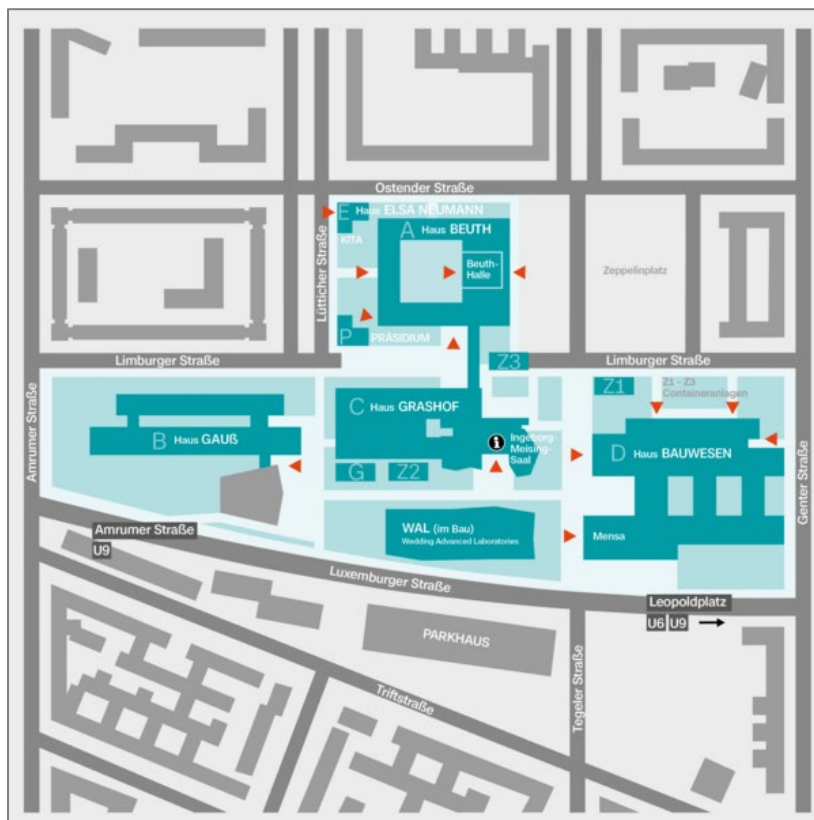 Ostender Straße
E Haus ELSA NEUMANN
KITA
A Haus BEUTH
Beuth-
Halle
Lütticher Straße
Zeppelinplatz
P PRÄSIDIUM
Limburger Straße
Z3
Limburger Straße
Z1
Z1 - Z3
Containeranlagen
Amrumer Straße
B Haus GAUß
C Haus GRASHOF
i
Ingeborg-
Meising-
Saal
D Haus BAUWESEN
Genter Straße
G
Z2
WAL (im Bau)
Wedding Advanced Laboratories
Mensa
Amrumer Straße
U9
Luxemburger Straße
Leopoldplatz
U6 U9
PARKHAUS
Triftstraße
Tegeler Straße